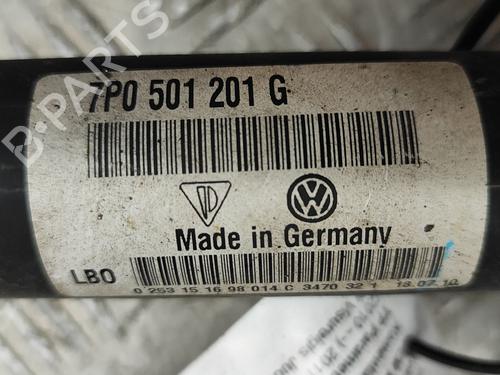 B-PARTS
7P0 501 201 G
VW
Made in Germany
LBO
0 253 15 16 98 014 C 3470 32 1 18.07.10